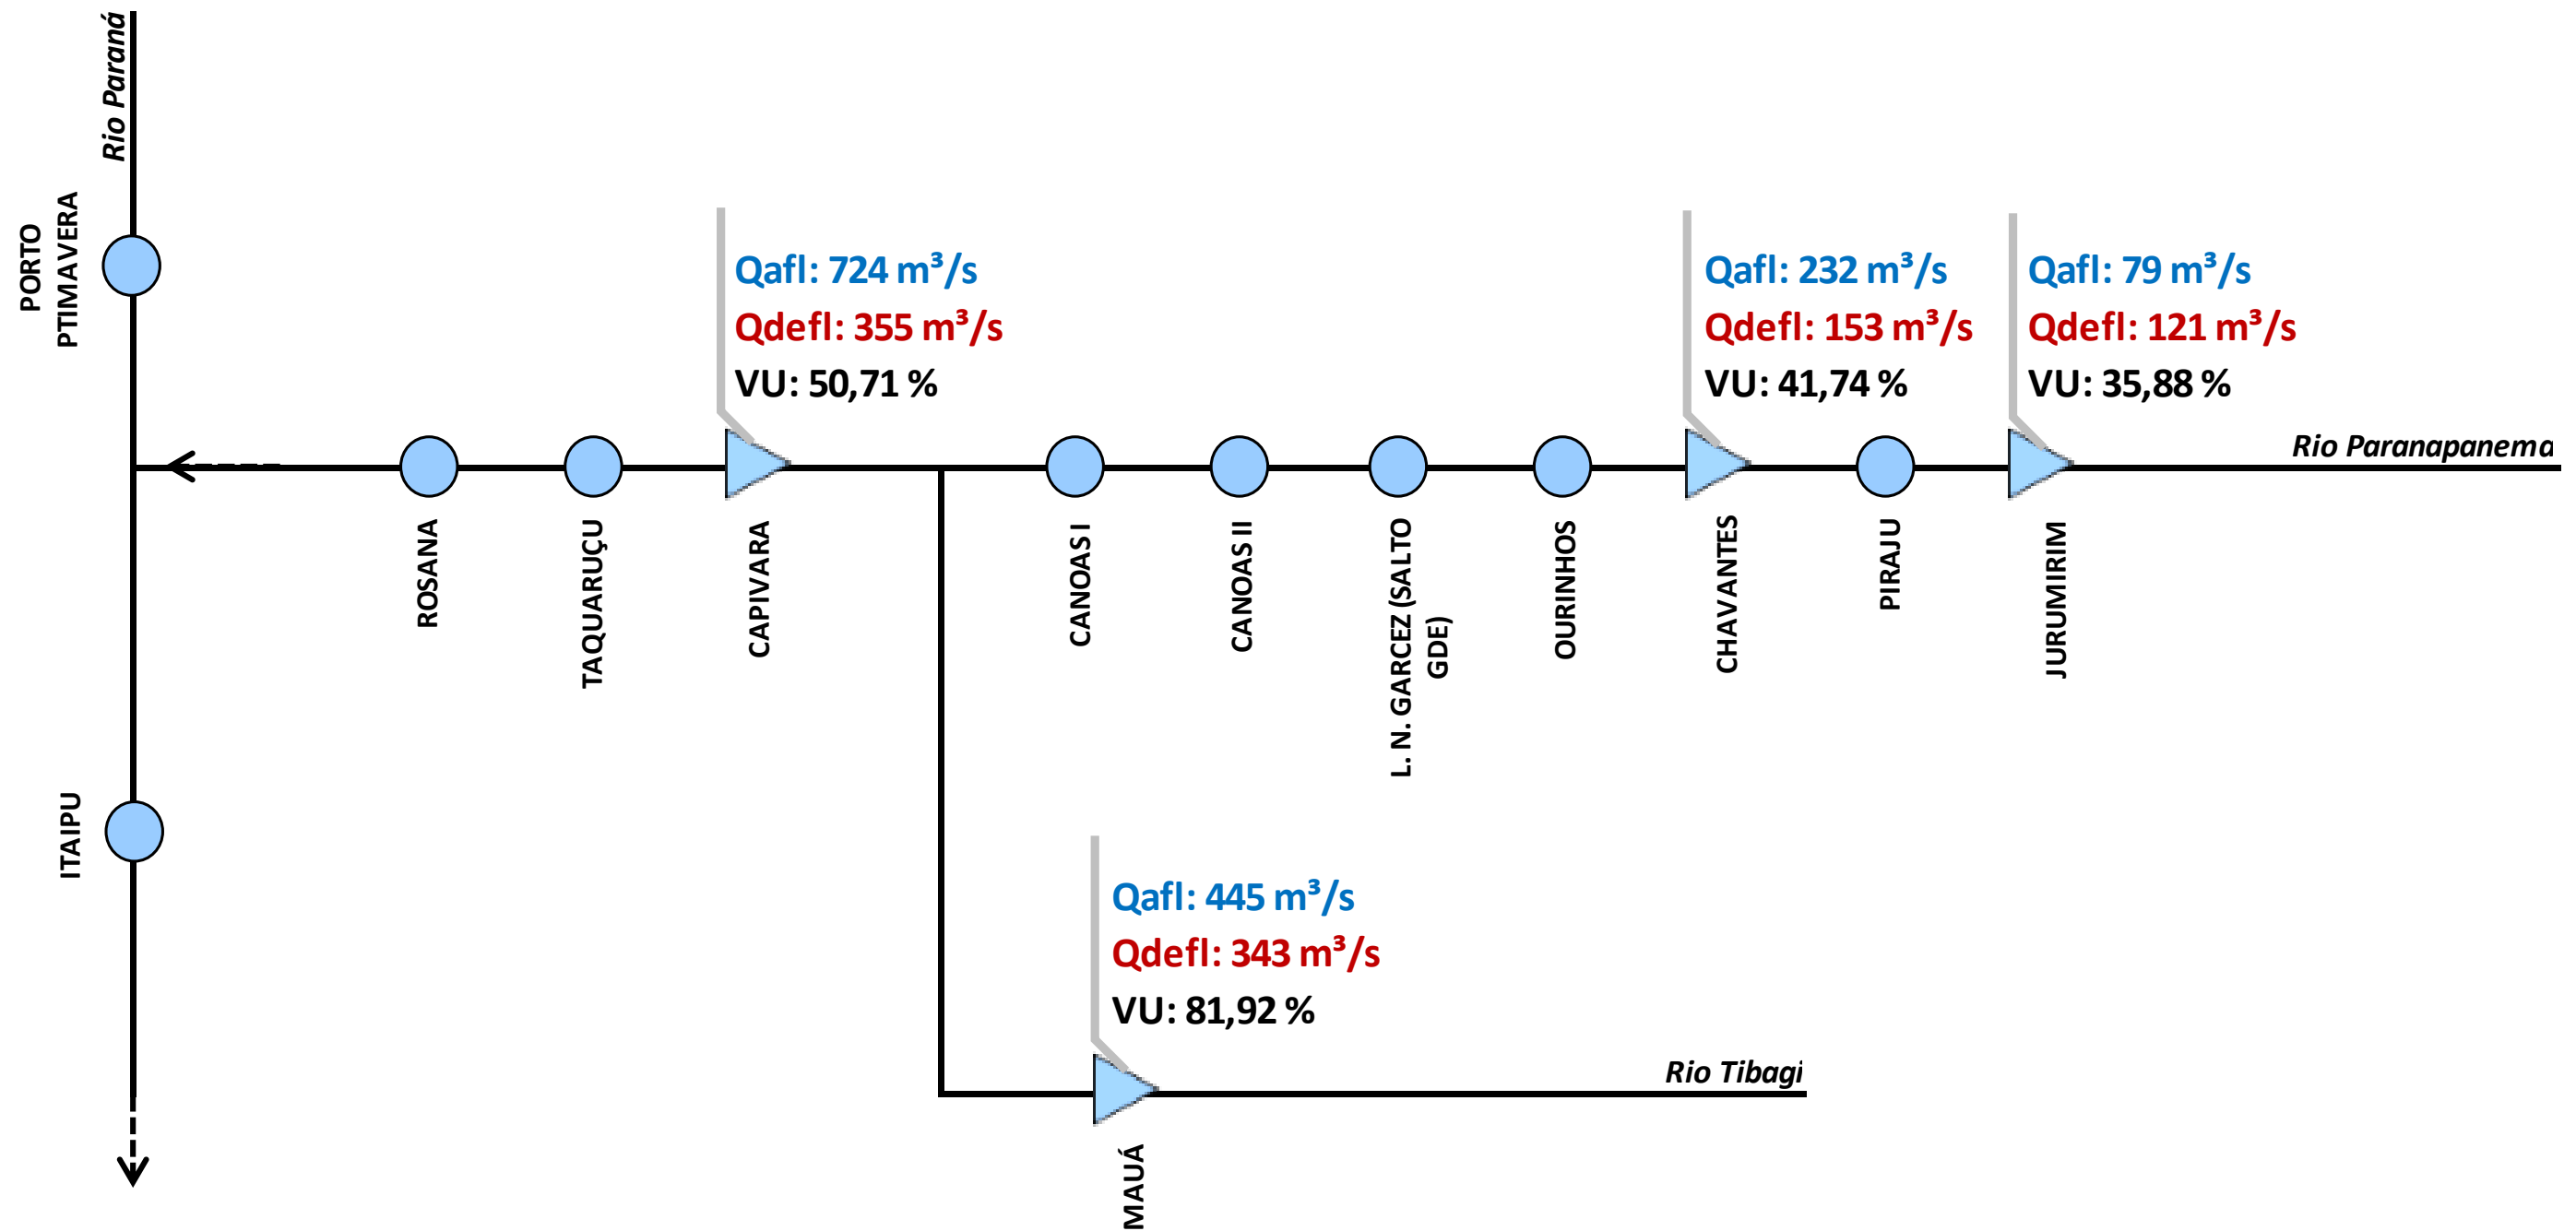 Rio Paraná
PORTO
PTIMAVERA
Qafl: 724 m³/s
Qdefl: 355 m³/s
VU: 50,71 %
Qafl: 232 m³/s
Qdefl: 153 m³/s
VU: 41,74 %
Qafl: 79 m³/s
Qdefl: 121 m³/s
VU: 35,88 %
Rio Paranapanema
ROSANA
TAQUARUÇU
CAPIVARA
CANOAS I
CANOAS II
L. N. GARCEZ (SALTO
GDE)
OURINHOS
CHAVANTES
PIRAJU
JURUMIRIM
ITAIPU
Qafl: 445 m³/s
Qdefl: 343 m³/s
VU: 81,92 %
Rio Tibagi
MAUÁ